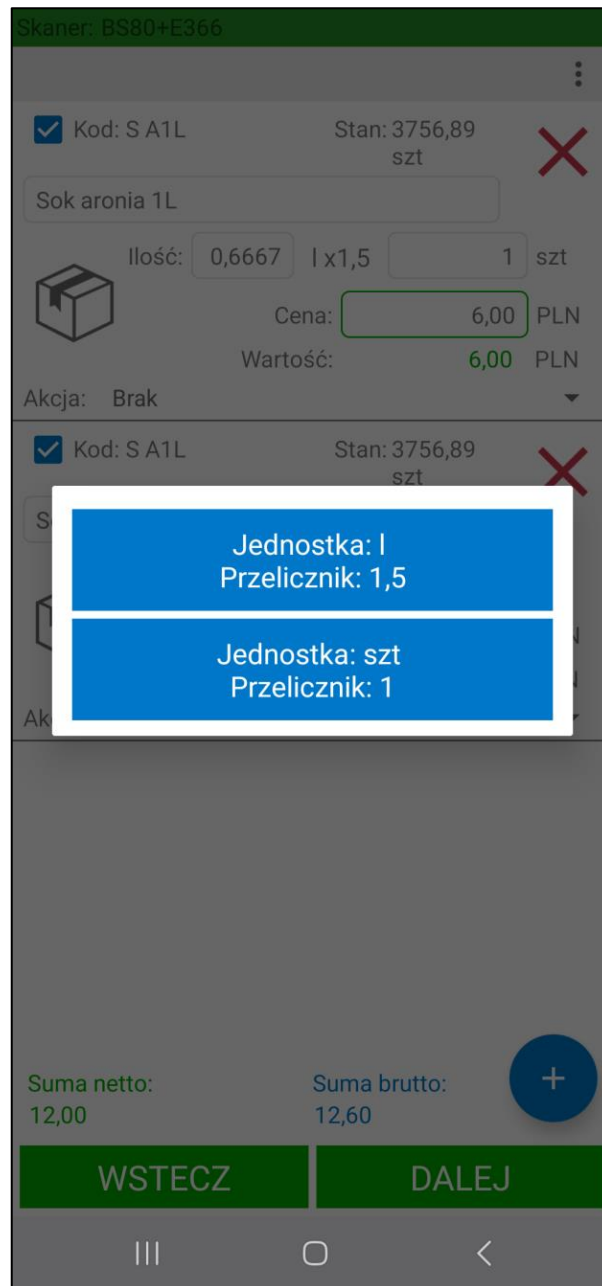 Skaner: BS80+E366
Kod: S A1L Stan: 3756,89
szt
Sok aronia 1L
Ilość: 0,6667 l x1,5 1 szt
Cena: 6,00 PLN
Wartość: 6,00 PLN
Akcja: Brak
Kod: S A1L Stan: 3756,89
szt
Jednostka: l
Przelicznik: 1,5
Jednostka: szt
Przelicznik: 1
Suma netto: Suma brutto:
12,00 12,60
+
WSTECZ DALEJ